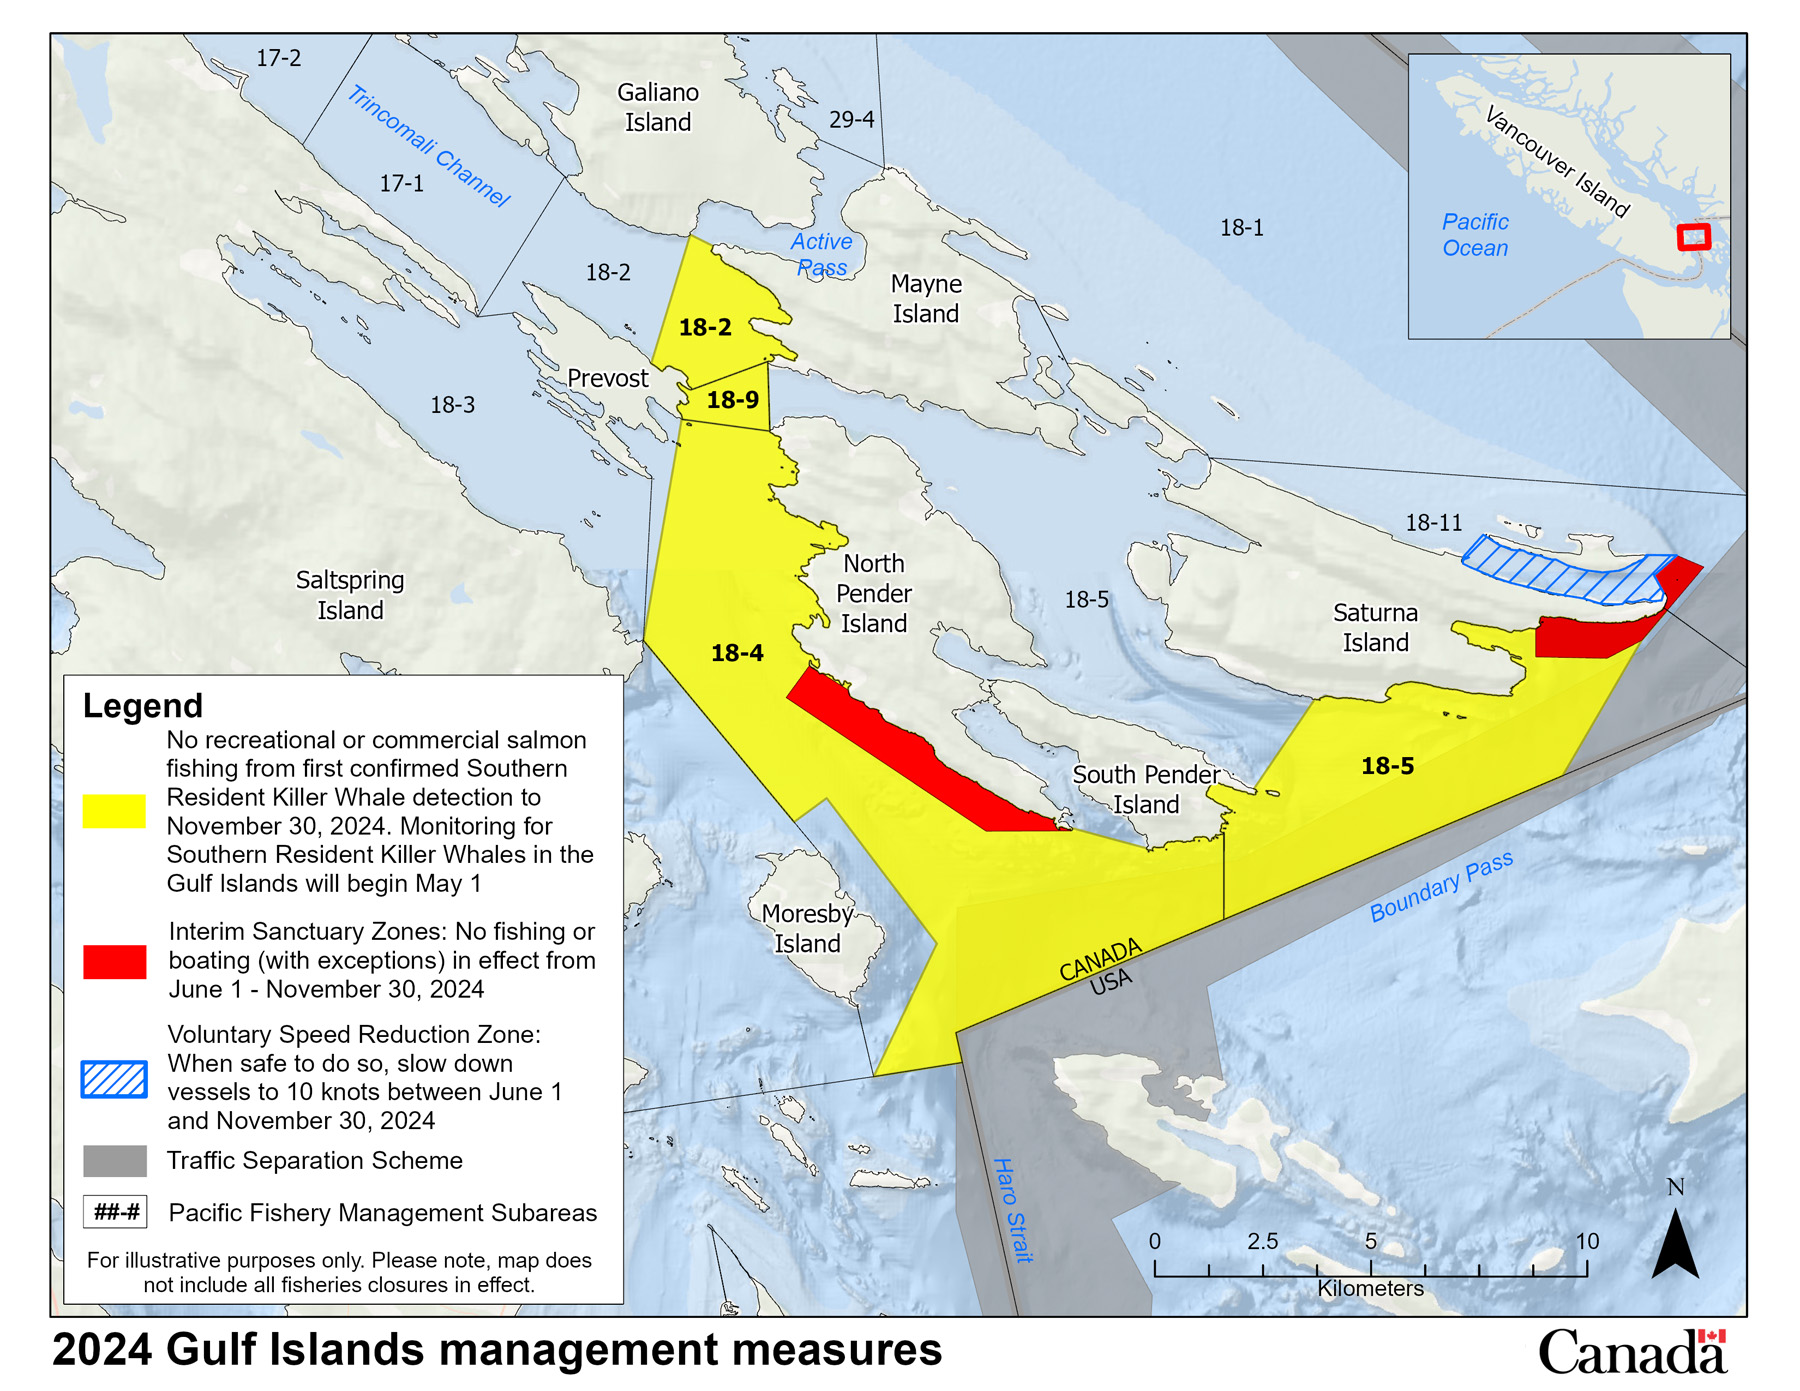 17-2
Trincomali Channel
17-1
Galiano
Island
29-4
18-1
Vancouver Island
Pacific
Ocean
Active
Pass
18-2
Mayne
Island
18-2
Prevost
18-9
18-3
18-11
North
Pender
Island
18-5
Saltspring
Island
Saturna
Island
18-4
South Pender
Island
18-5
Boundary Pass
Moresby
Island
CANADA
USA
Haro Strait
Legend
No recreational or commercial salmon
fishing from first confirmed Southern
Resident Killer Whale detection to
November 30, 2024. Monitoring for
Southern Resident Killer Whales in the
Gulf Islands will begin May 1
Interim Sanctuary Zones: No fishing or
boating (with exceptions) in effect from
June 1 - November 30, 2024
Voluntary Speed Reduction Zone:
When safe to do so, slow down
vessels to 10 knots between June 1
and November 30, 2024
Traffic Separation Scheme
##-# Pacific Fishery Management Subareas
For illustrative purposes only. Please note, map does
not include all fisheries closures in effect.
N
0 2.5 5 10
Kilometers
2024 Gulf Islands management measures
Canada